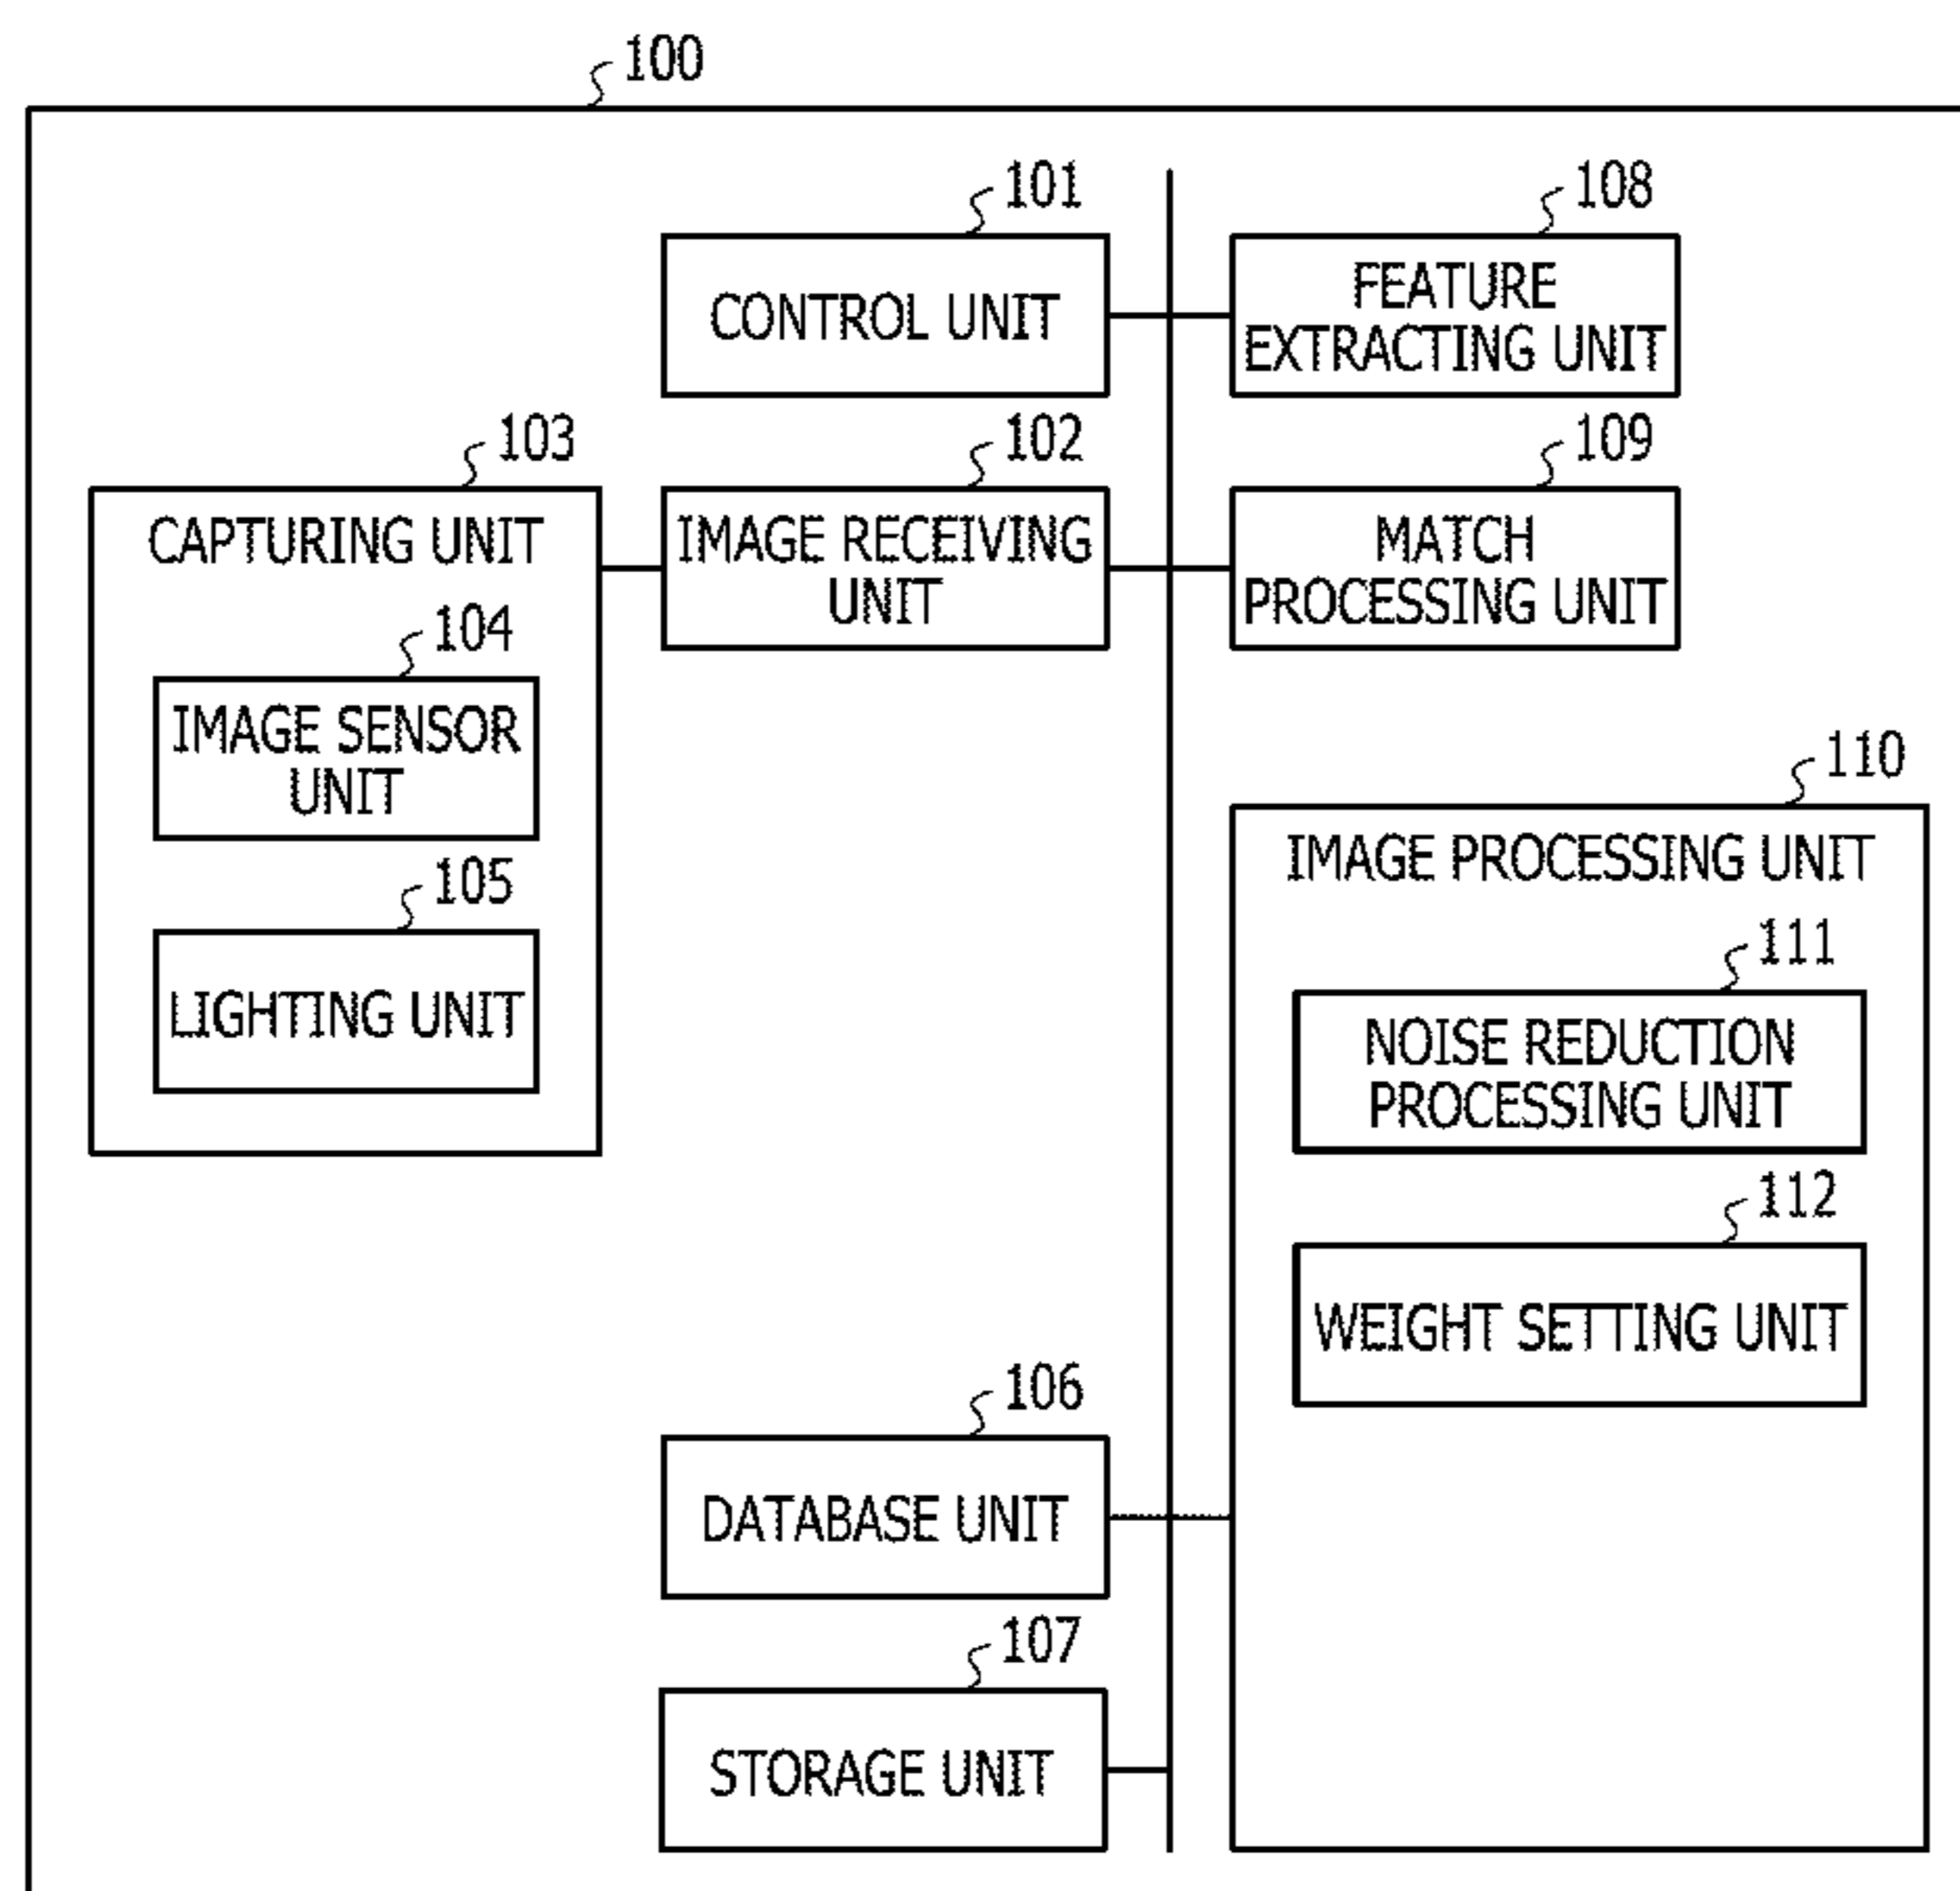 100
101
CONTROL UNIT
108
FEATURE
EXTRACTING UNIT
103
CAPTURING UNIT
102
IMAGE RECEIVING
UNIT
109
MATCH
PROCESSING UNIT
104
IMAGE SENSOR
UNIT
105
LIGHTING UNIT
110
IMAGE PROCESSING UNIT
111
NOISE REDUCTION
PROCESSING UNIT
112
WEIGHT SETTING UNIT
106
DATABASE UNIT
107
STORAGE UNIT